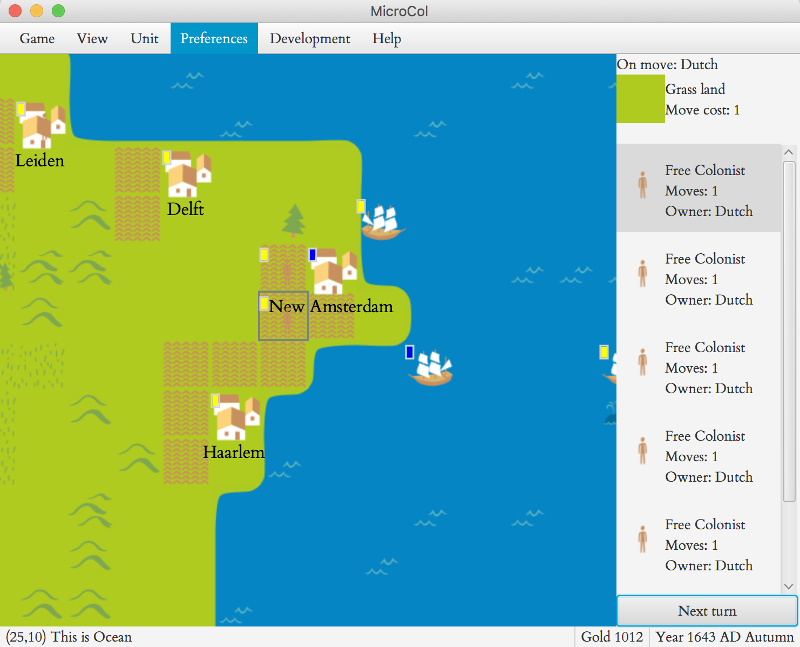 MicroCol
Game View Unit Preferences Development Help
On move: Dutch
Grass land
Move cost: 1
Leiden
Delft
New Amsterdam
Haarlem
Free Colonist
Moves: 1
Owner: Dutch
Free Colonist
Moves: 1
Owner: Dutch
Free Colonist
Moves: 1
Owner: Dutch
Free Colonist
Moves: 1
Owner: Dutch
Free Colonist
Moves: 1
Owner: Dutch
Next turn
(25,10) This is Ocean
Gold 1012
Year 1643 AD Autumn